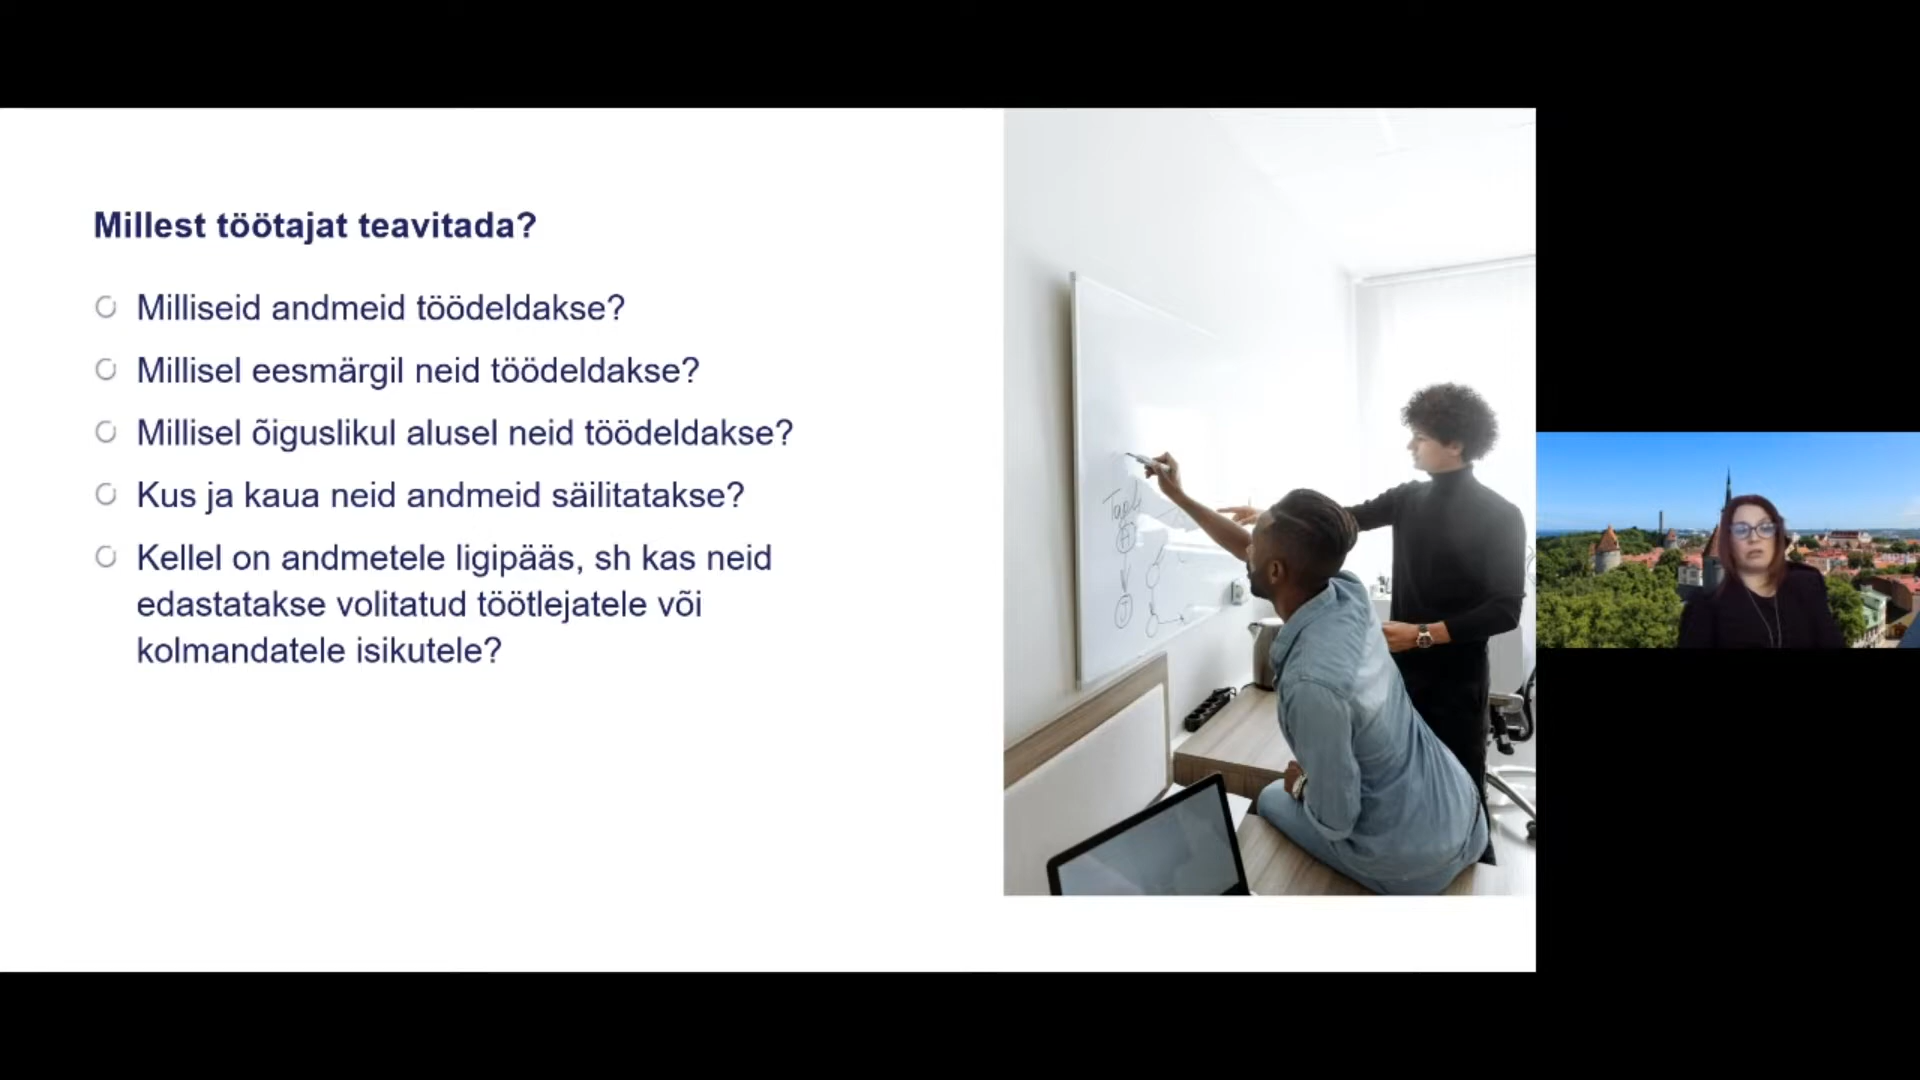 Millest töötajat teavitada?
Milliseid andmeid töödeldakse?
Millisel eesmärgil neid töödeldakse?
Millisel õiguslikul alusel neid töödeldakse?
Kus ja kaua neid andmeid säilitatakse?
Kellel on andmetele ligipääs, sh kas neid
edastatakse volitatud töötlejatele või
kolmandatele isikutele?